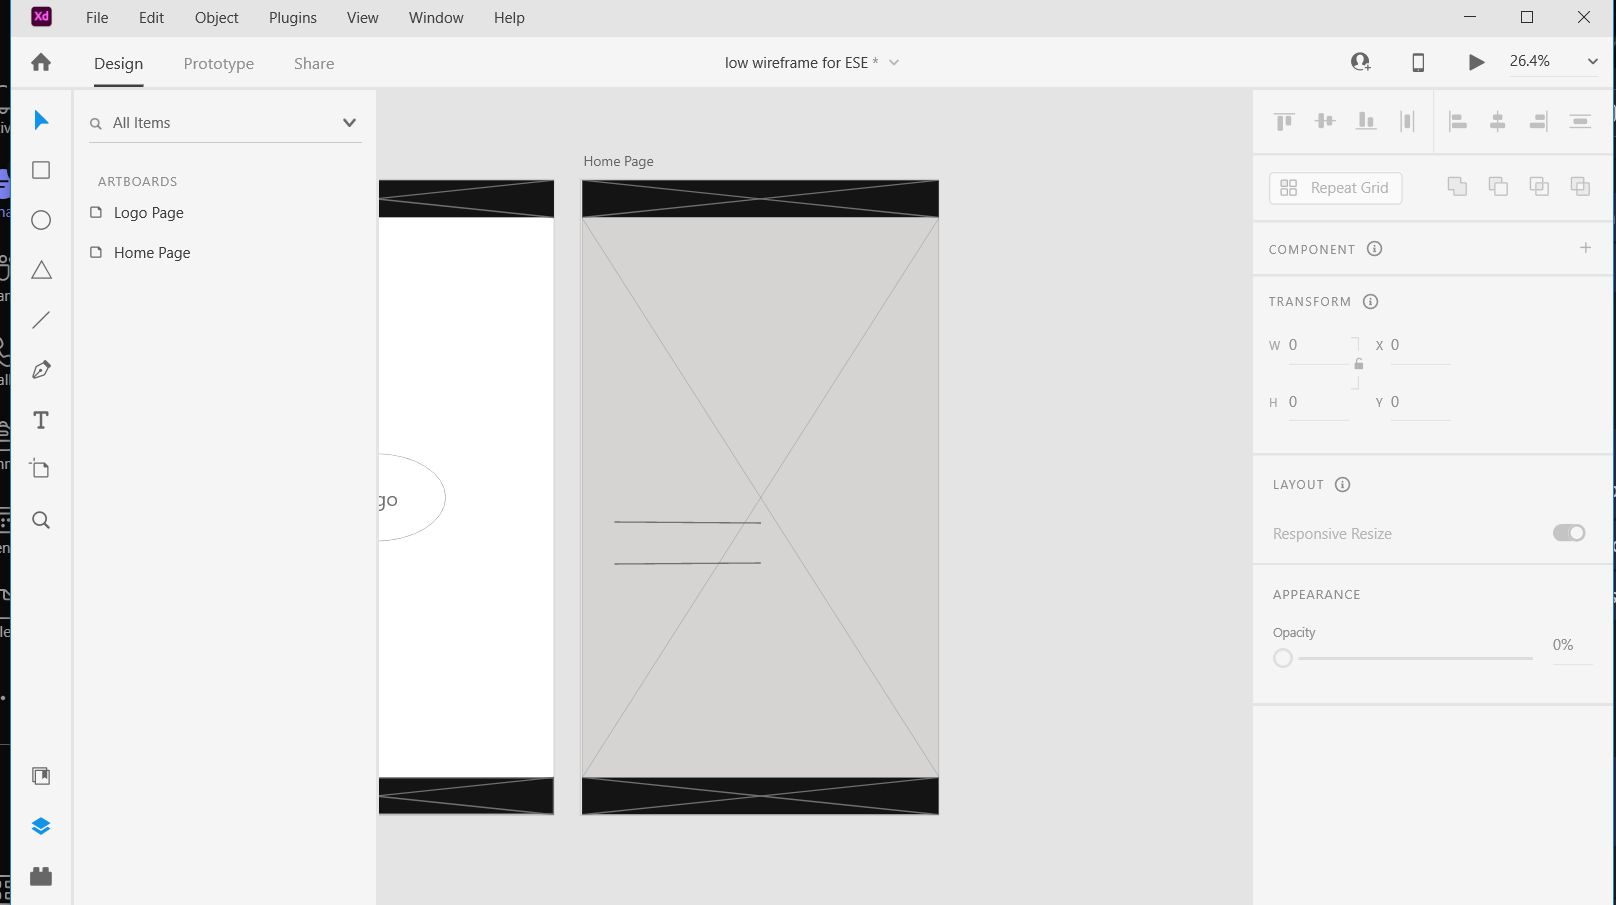 Xd File Edit Object Plugins View Window Help
Design Prototype Share low wireframe for ESE * 26.4%
All Items
ARTBOARDS
Logo Page
Home Page
Home Page
go
Repeat Grid
COMPONENT
TRANSFORM
W 0 X 0
H 0 Y 0
LAYOUT
Responsive Resize
APPEARANCE
Opacity
0%